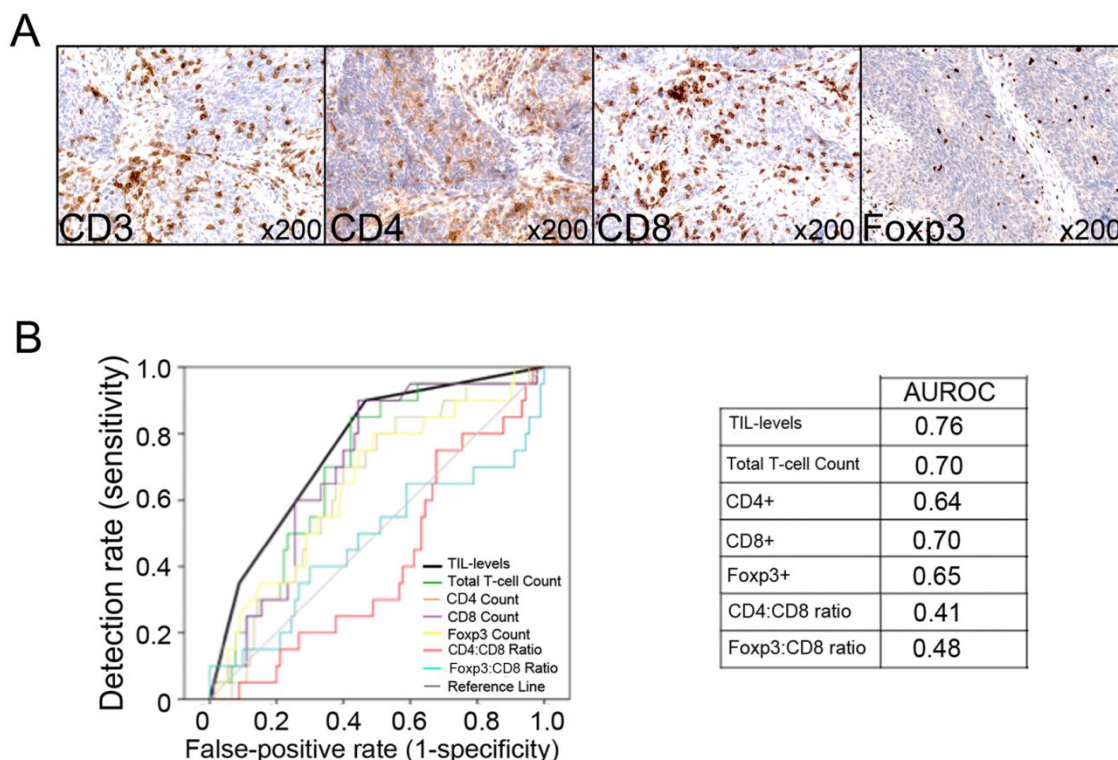 A
CD3 x200 CD4 x200 CD8 x200 Foxp3 x200
B
Detection rate (sensitivity)
1.0
0.8
0.6
0.4
0.2
0
0 0.2 0.4 0.6 0.8 1.0
False-positive rate (1-specificity)
TIL-levels
Total T-cell Count
CD4 Count
CD8 Count
Foxp3 Count
CD4:CD8 Ratio
Foxp3:CD8 Ratio
Reference Line
AUROC
TIL-levels 0.76
Total T-cell Count 0.70
CD4+ 0.64
CD8+ 0.70
Foxp3+ 0.65
CD4:CD8 ratio 0.41
Foxp3:CD8 ratio 0.48